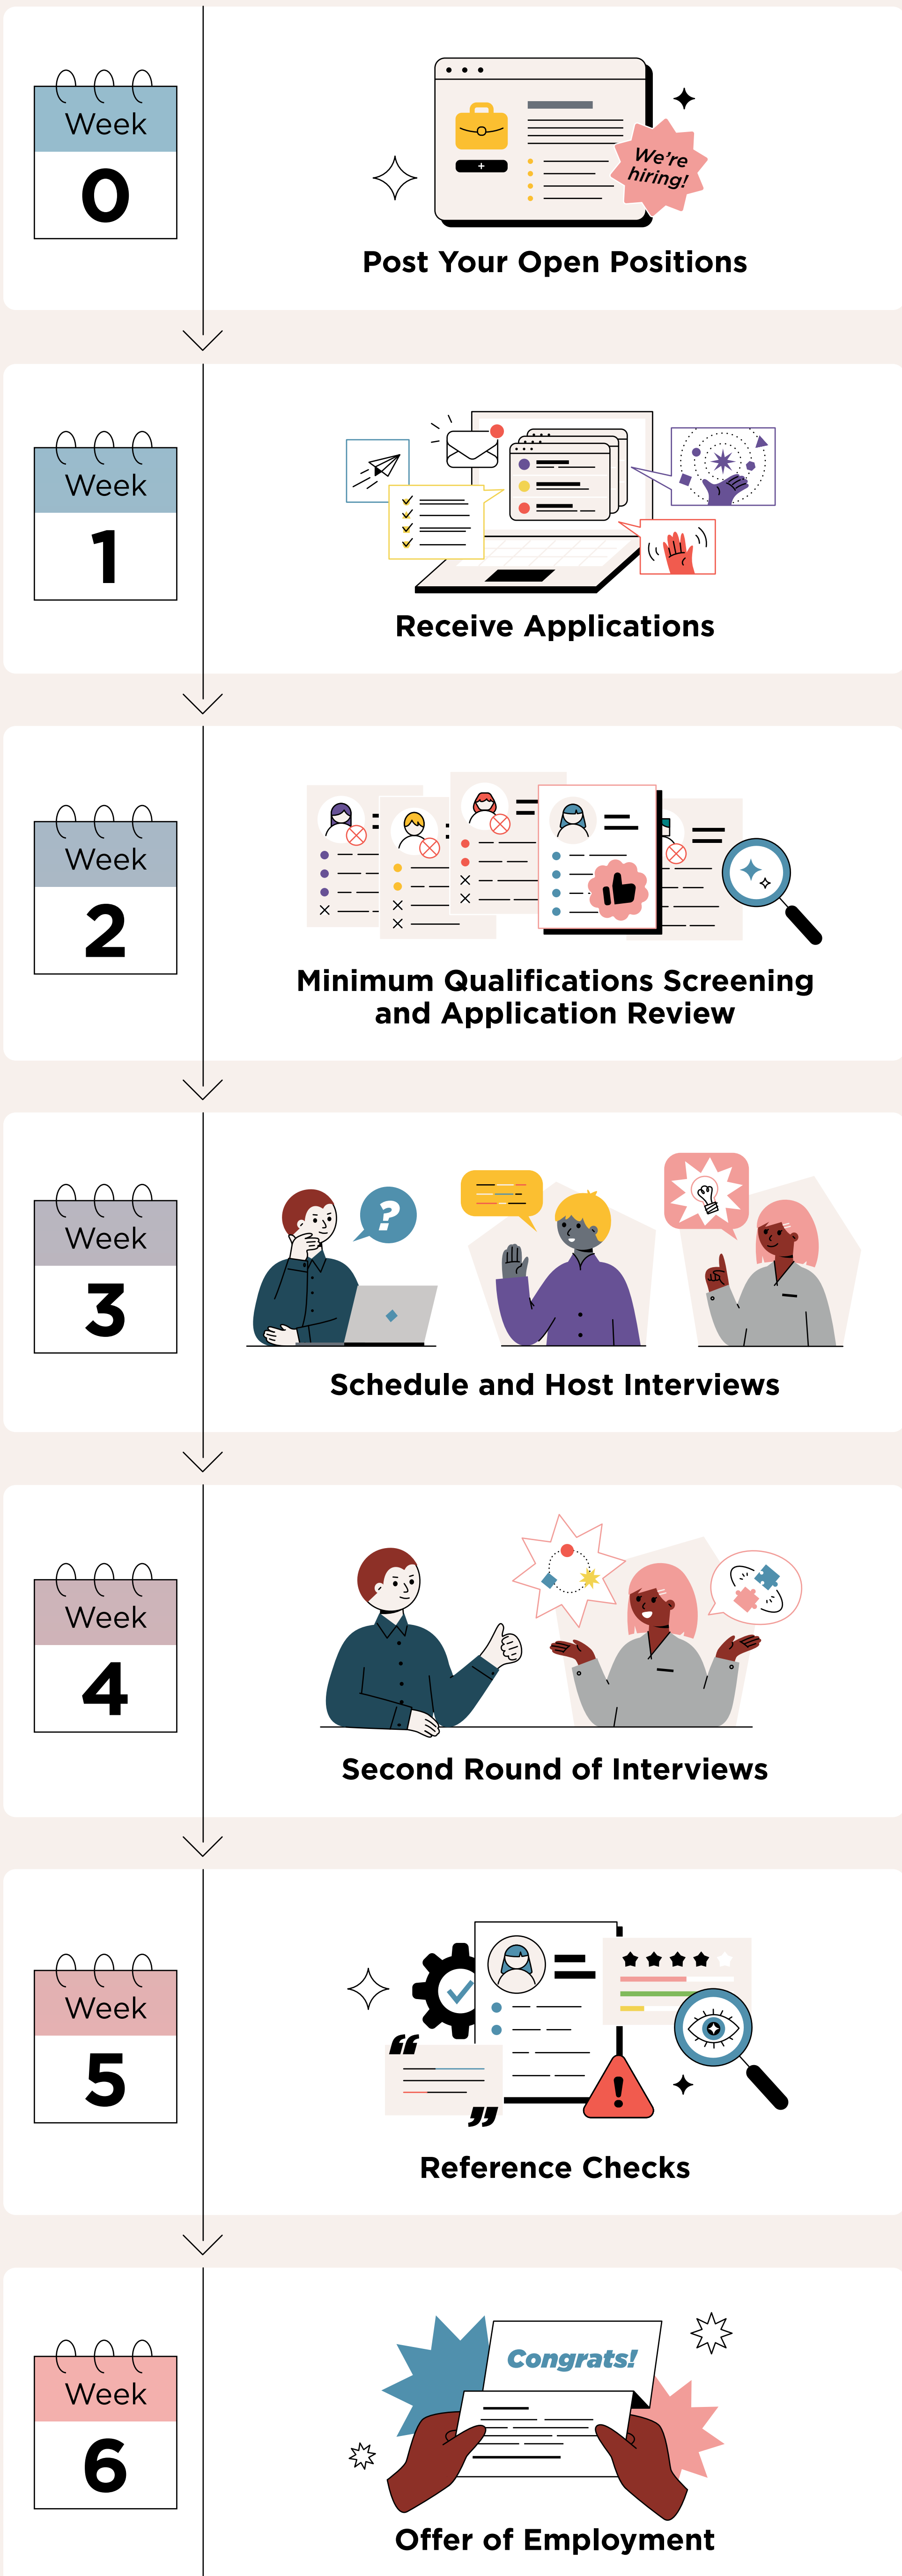 Week
0
We're
hiring!
Post Your Open Positions
Week
1
Receive Applications
Week
2
Minimum Qualifications Screening
and Application Review
Week
3
?
Schedule and Host Interviews
Week
4
Second Round of Interviews
Week
5
“
!
”
Reference Checks
Week
6
Congrats!
Offer of Employment